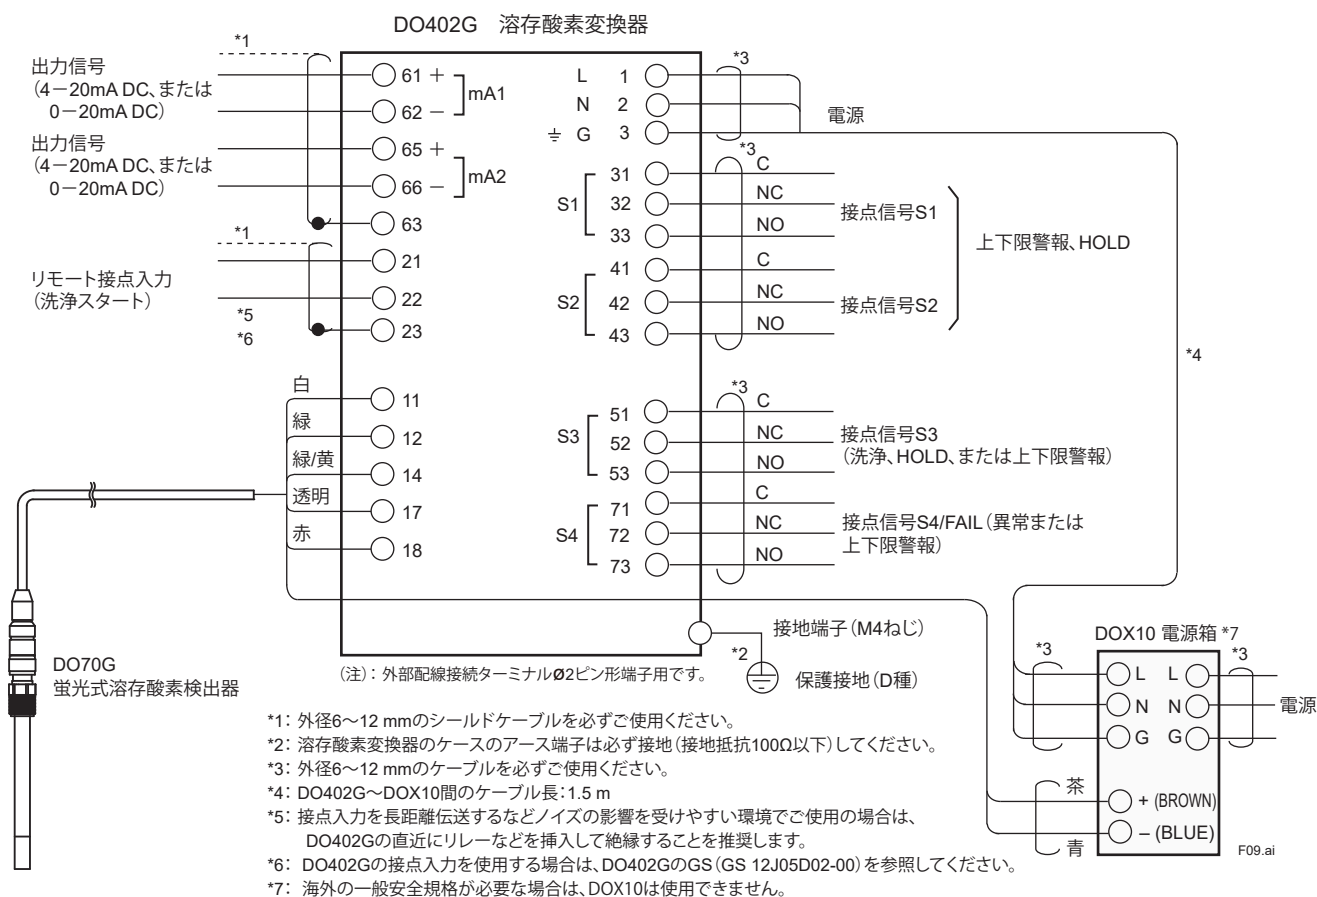 DO402G 溶存酸素変換器
*1
出力信号
(4－20mA DC、または
0－20mA DC)
出力信号
(4－20mA DC、または
0－20mA DC)
*1
リモート接点入力
(洗浄スタート)
*5
*6
61 +
62 －
mA1
65 +
66 －
mA2
63
21
22
23
白
11
緑
12
緑/黄
14
透明
17
赤
18
L 1
N 2
G 3
*3
電源
*3
S1
31
32
33
C
NC
NO
接点信号S1
S2
41
42
43
C
NC
NO
接点信号S2
上下限警報、HOLD
*4
*3
S3
51
52
53
C
NC
NO
接点信号S3
(洗浄、HOLD、または上下限警報)
S4
71
72
73
C
NC
NO
接点信号S4/FAIL(異常または
上下限警報)
接地端子(M4ねじ)
*2
保護接地(D種)
(注)：外部配線接続ターミナルø2ピン形端子用です。
DO70G
蛍光式溶存酸素検出器
DOX10 電源箱 *7
*3
*3
L L
N N
G G
電源
茶
+ (BROWN)
青
－ (BLUE)
F09.ai
*1： 外径6～12 mmのシールドケーブルを必ずご使用ください。
*2： 溶存酸素変換器のケースのアース端子は必ず接地(接地抵抗100Ω以下)してください。
*3： 外径6～12 mmのケーブルを必ずご使用ください。
*4： DO402G～DOX10間のケーブル長：1.5 m
*5： 接点入力を長距離伝送するなどノイズの影響を受けやすい環境でご使用の場合は、
DO402Gの直近にリレーなどを挿入して絶縁することを推奨します。
*6： DO402Gの接点入力を使用する場合は、DO402GのGS(GS 12J05D02-00)を参照してください。
*7： 海外の一般安全規格が必要な場合は、DOX10は使用できません。